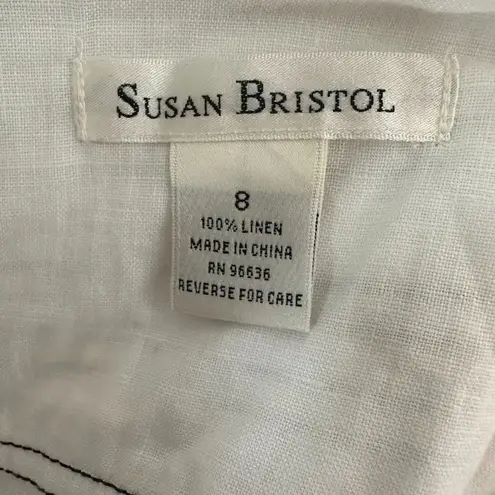 SUSAN BRISTOL
8
100% LINEN
MADE IN CHINA
RN 96636
REVERSE FOR CARE